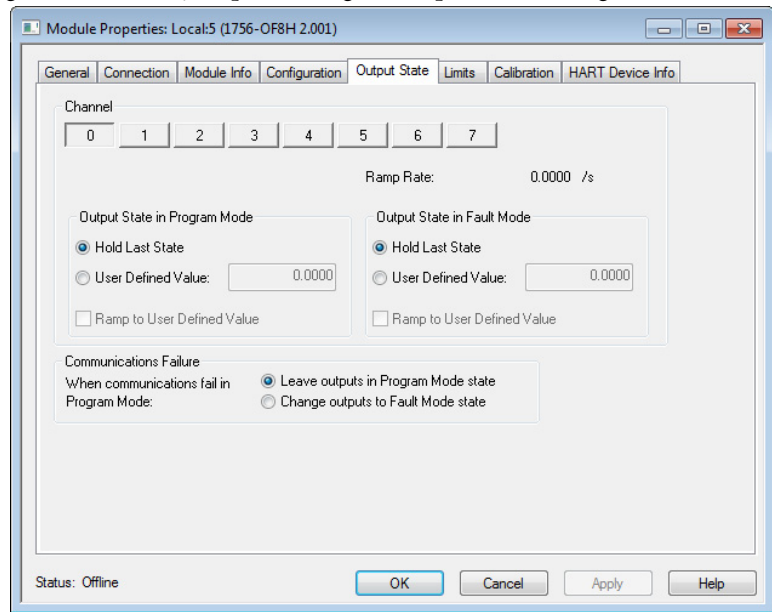 Module Properties: Local:5 (1756-OF8H 2.001)
General Connection Module Info Configuration Output State Limits Calibration HART Device Info
Channel
0 1 2 3 4 5 6 7
Ramp Rate: 0.0000 /s
Output State in Program Mode
Hold Last State
User Defined Value: 0.0000
Ramp to User Defined Value
Output State in Fault Mode
Hold Last State
User Defined Value: 0.0000
Ramp to User Defined Value
Communications Failure
When communications fail in
Program Mode:
Leave outputs in Program Mode state
Change outputs to Fault Mode state
Status: Offline
OK Cancel Apply Help